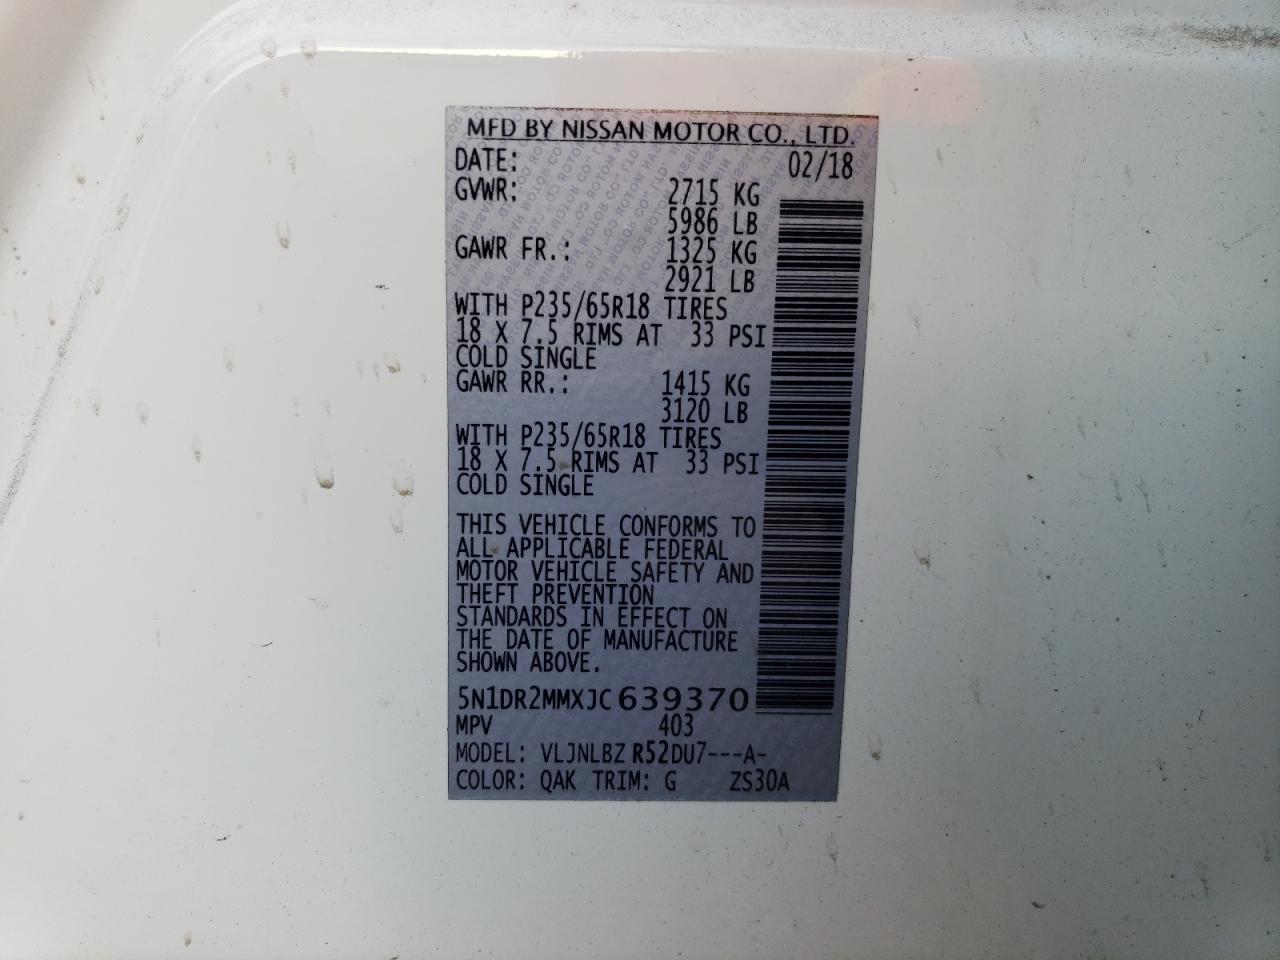 MFD BY NISSAN MOTOR CO., LTD.
DATE: 02/18
GVWR: 2715 KG
5986 LB
GAWR FR.: 1325 KG
2921 LB
WITH P235/65R18 TIRES
18 X 7.5 RIMS AT 33 PSI
COLD SINGLE
GAWR RR.: 1415 KG
3120 LB
WITH P235/65R18 TIRES
18 X 7.5 RIMS AT 33 PSI
COLD SINGLE
THIS VEHICLE CONFORMS TO
ALL APPLICABLE FEDERAL
MOTOR VEHICLE SAFETY AND
THEFT PREVENTION
STANDARDS IN EFFECT ON
THE DATE OF MANUFACTURE
SHOWN ABOVE.
5N1DR2MMXJC639370
MPV 403
MODEL: VLJNLBZ R52DU7---A-
COLOR: QAK TRIM: G ZS30A